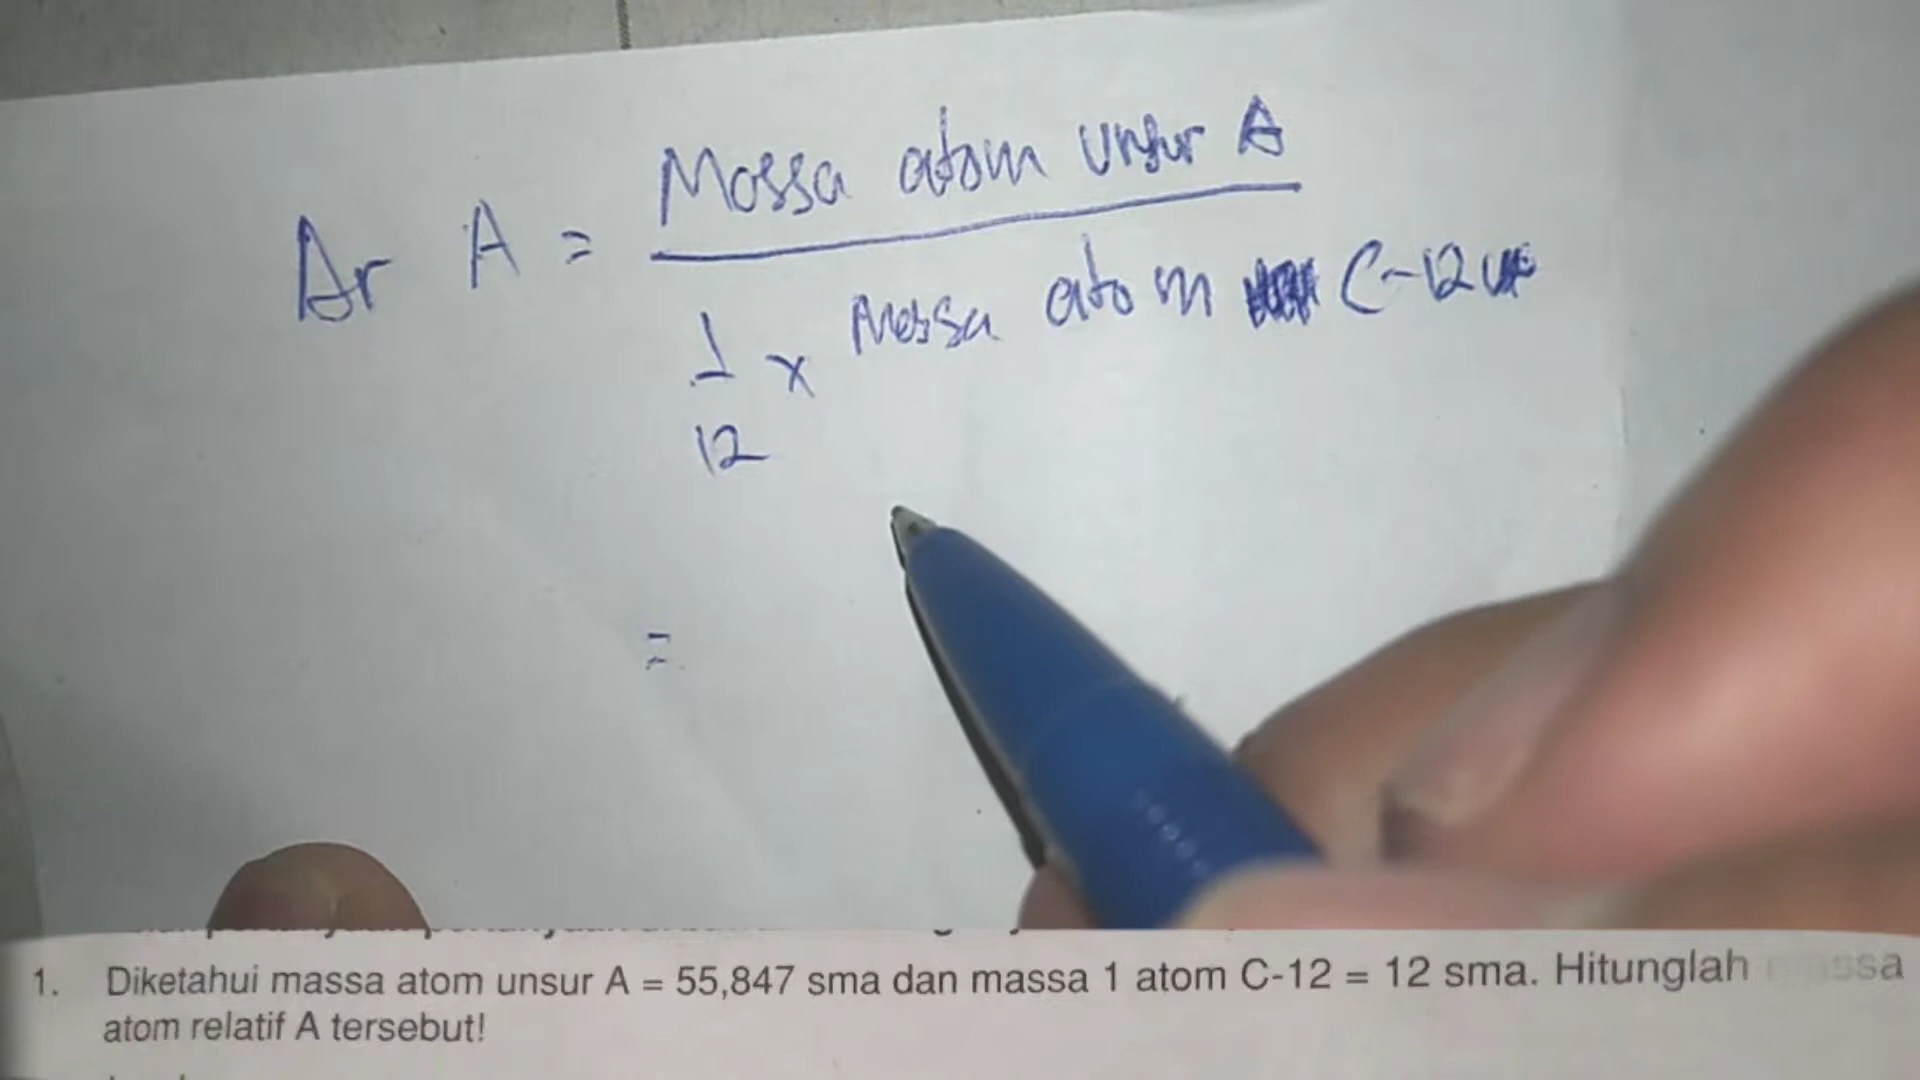 Ar A = Massa atom unsur A
1 x Massa atom C-12
12
=
1. Diketahui massa atom unsur A = 55,847 sma dan massa 1 atom C-12 = 12 sma. Hitunglah massa
atom relatif A tersebut!